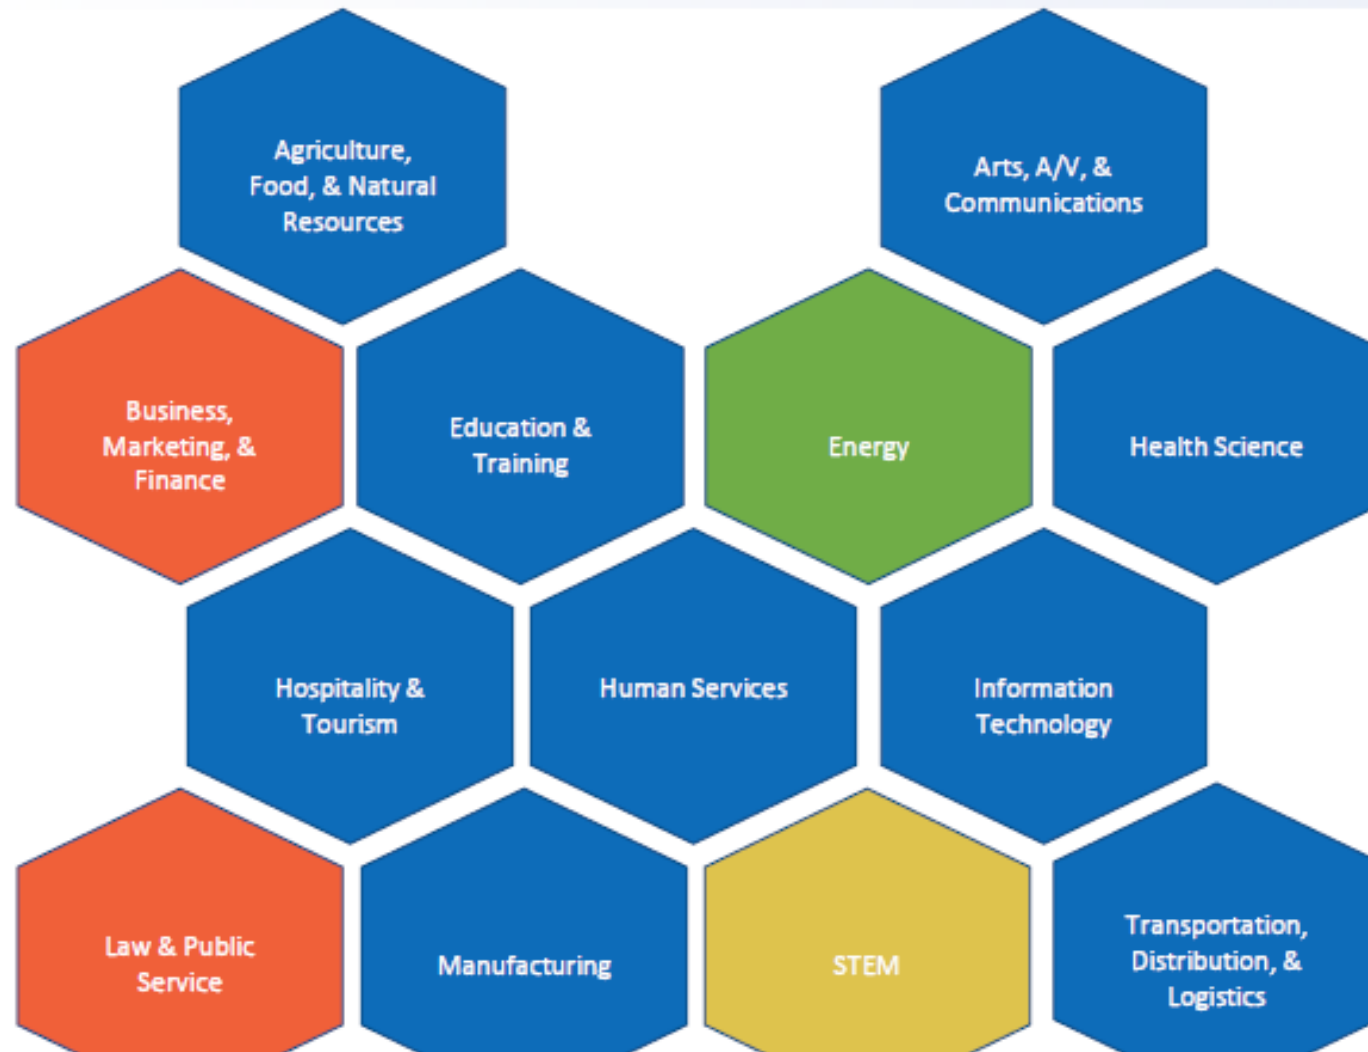 Agriculture,
Food, & Natural
Resources
Arts, A/V, &
Communications
Business,
Marketing, &
Finance
Education &
Training
Energy
Health Science
Hospitality &
Tourism
Human Services
Information
Technology
Law & Public
Service
Manufacturing
STEM
Transportation,
Distribution, &
Logistics